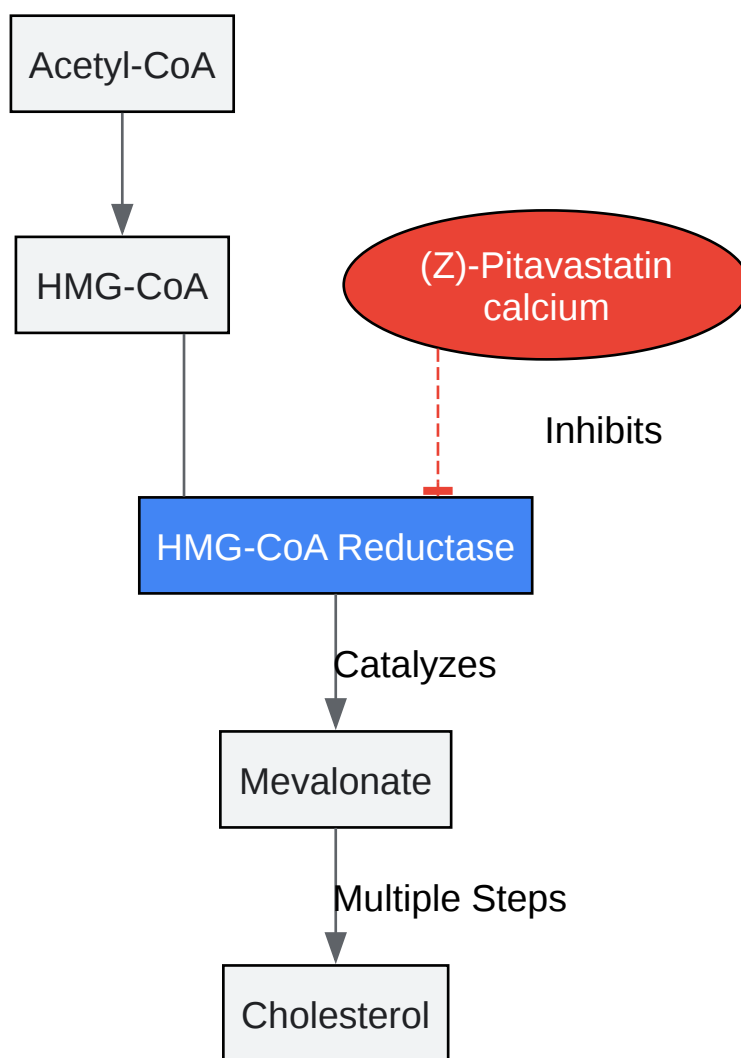 Acetyl-CoA
HMG-CoA
(Z)-Pitavastatin
calcium
Inhibits
HMG-CoA Reductase
Catalyzes
Mevalonate
Multiple Steps
Cholesterol